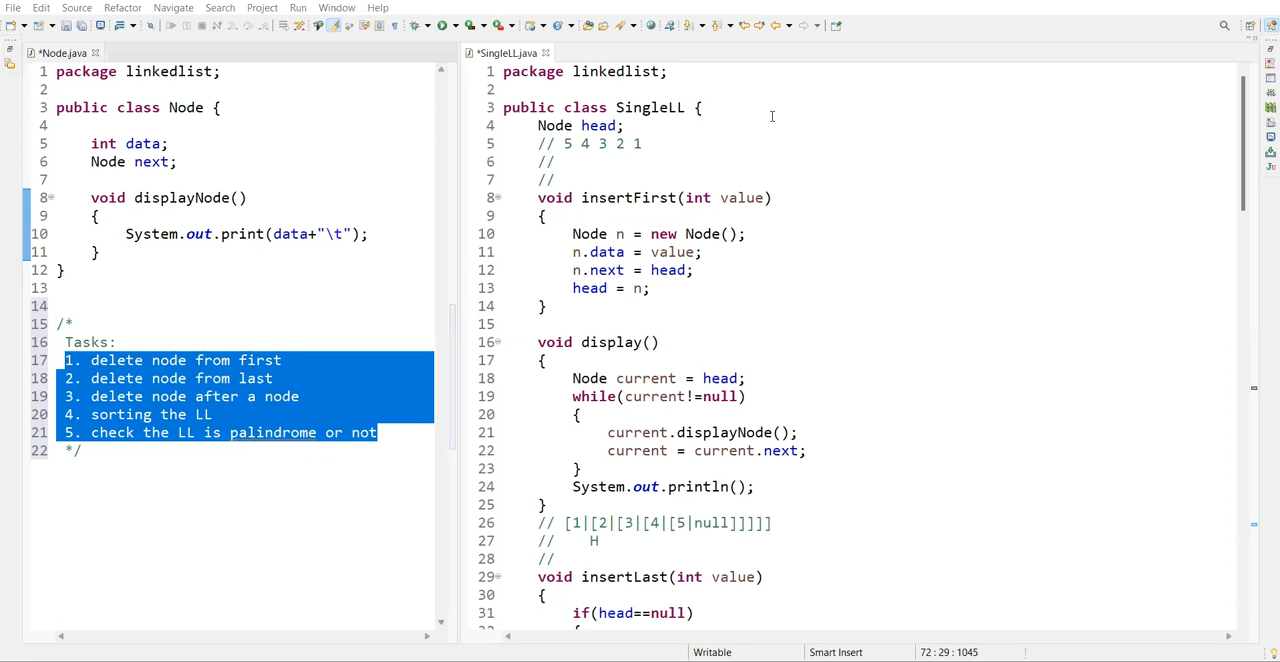 File Edit Source Refactor Navigate Search Project Run Window Help
*Node.java
1 package linkedlist;
2
3 public class Node {
4
5 int data;
6 Node next;
7
8 void displayNode()
9 {
10 System.out.print(data+"\t");
11 }
12 }
13
14
15 /*
16 Tasks:
17 1. delete node from first
18 2. delete node from last
19 3. delete node after a node
20 4. sorting the LL
21 5. check the LL is palindrome or not
22 */
*SingleLL.java
1 package linkedlist;
2
3 public class SingleLL {
4 Node head;
5 // 5 4 3 2 1
6 //
7 //
8 void insertFirst(int value)
9 {
10 Node n = new Node();
11 n.data = value;
12 n.next = head;
13 head = n;
14 }
15
16 void display()
17 {
18 Node current = head;
19 while(current!=null)
20 {
21 current.displayNode();
22 current = current.next;
23 }
24 System.out.println();
25 }
26 // [1|[2|[3|[4|[5|null]]]]]
27 // H
28 //
29 void insertLast(int value)
30 {
31 if(head==null)
Writable Smart Insert 72 : 29 : 1045